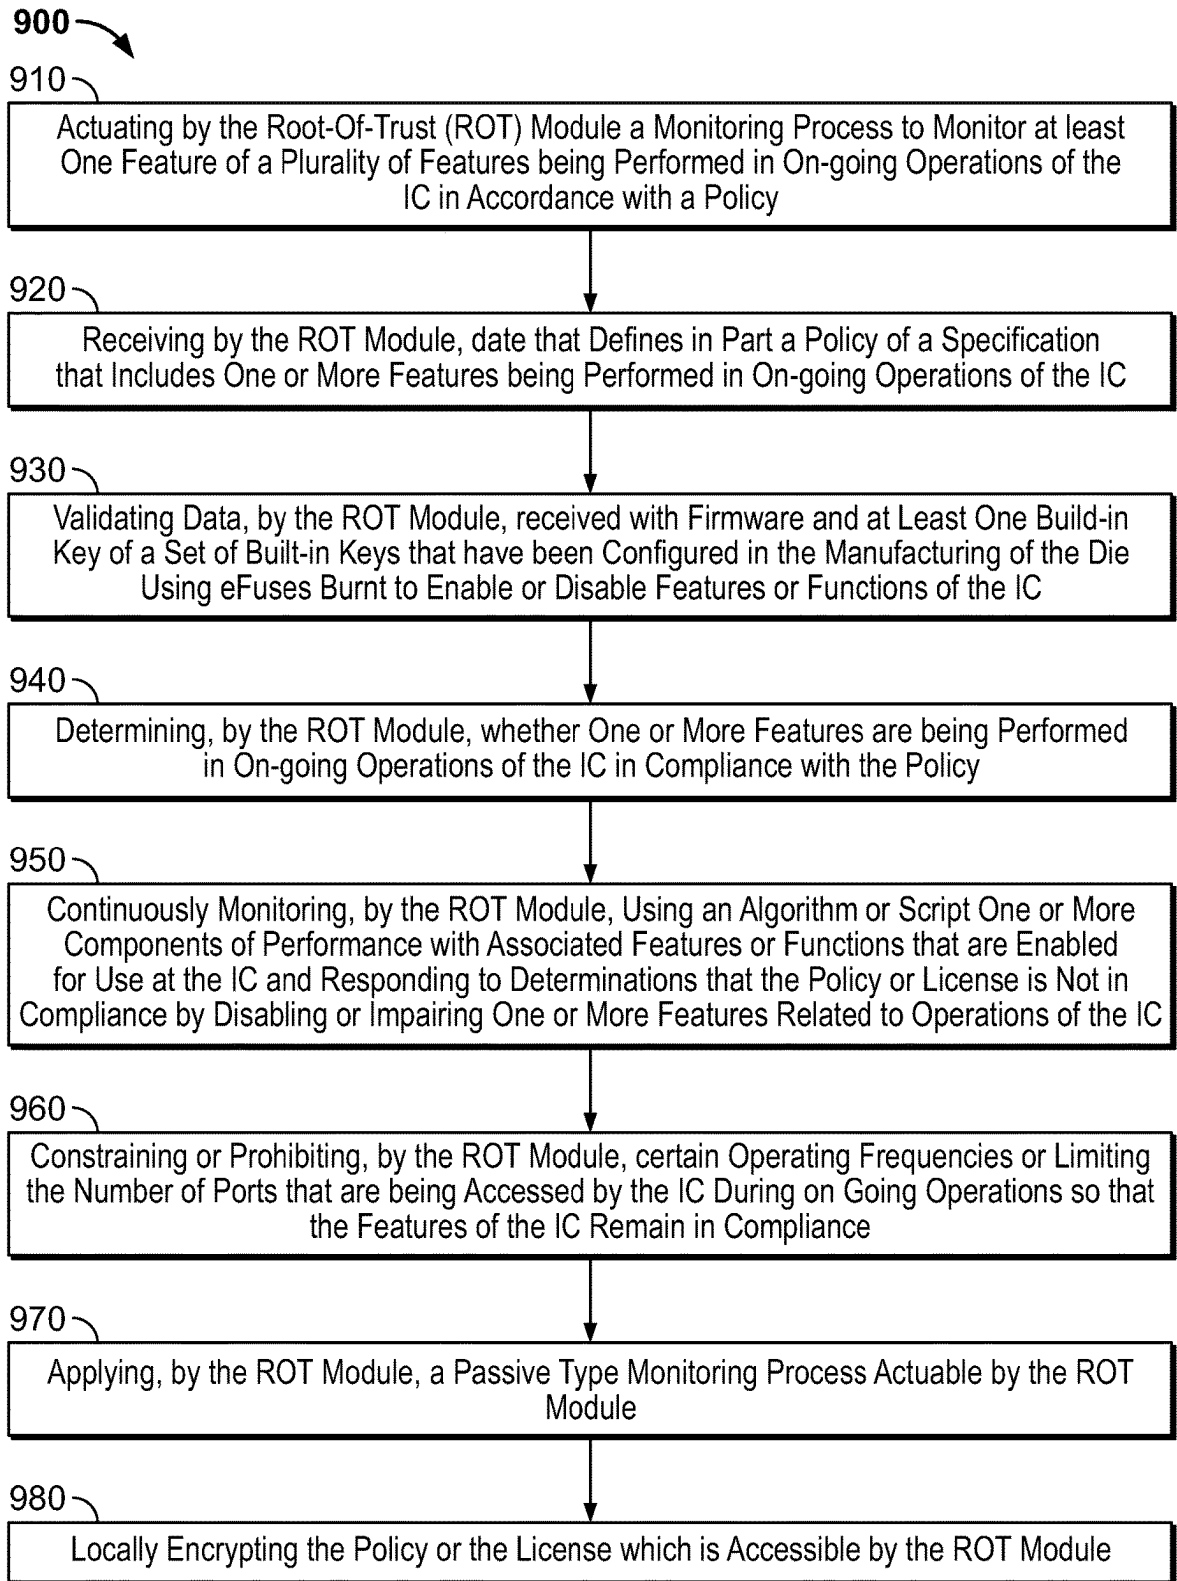 900
910
Actuating by the Root-Of-Trust (ROT) Module a Monitoring Process to Monitor at least
One Feature of a Plurality of Features being Performed in On-going Operations of the
IC in Accordance with a Policy
920
Receiving by the ROT Module, date that Defines in Part a Policy of a Specification
that Includes One or More Features being Performed in On-going Operations of the IC
930
Validating Data, by the ROT Module, received with Firmware and at Least One Build-in
Key of a Set of Built-in Keys that have been Configured in the Manufacturing of the Die
Using eFuses Burnt to Enable or Disable Features or Functions of the IC
940
Determining, by the ROT Module, whether One or More Features are being Performed
in On-going Operations of the IC in Compliance with the Policy
950
Continuously Monitoring, by the ROT Module, Using an Algorithm or Script One or More
Components of Performance with Associated Features or Functions that are Enabled
for Use at the IC and Responding to Determinations that the Policy or License is Not in
Compliance by Disabling or Impairing One or More Features Related to Operations of the IC
960
Constraining or Prohibiting, by the ROT Module, certain Operating Frequencies or Limiting
the Number of Ports that are being Accessed by the IC During on Going Operations so that
the Features of the IC Remain in Compliance
970
Applying, by the ROT Module, a Passive Type Monitoring Process Actuable by the ROT
Module
980
Locally Encrypting the Policy or the License which is Accessible by the ROT Module